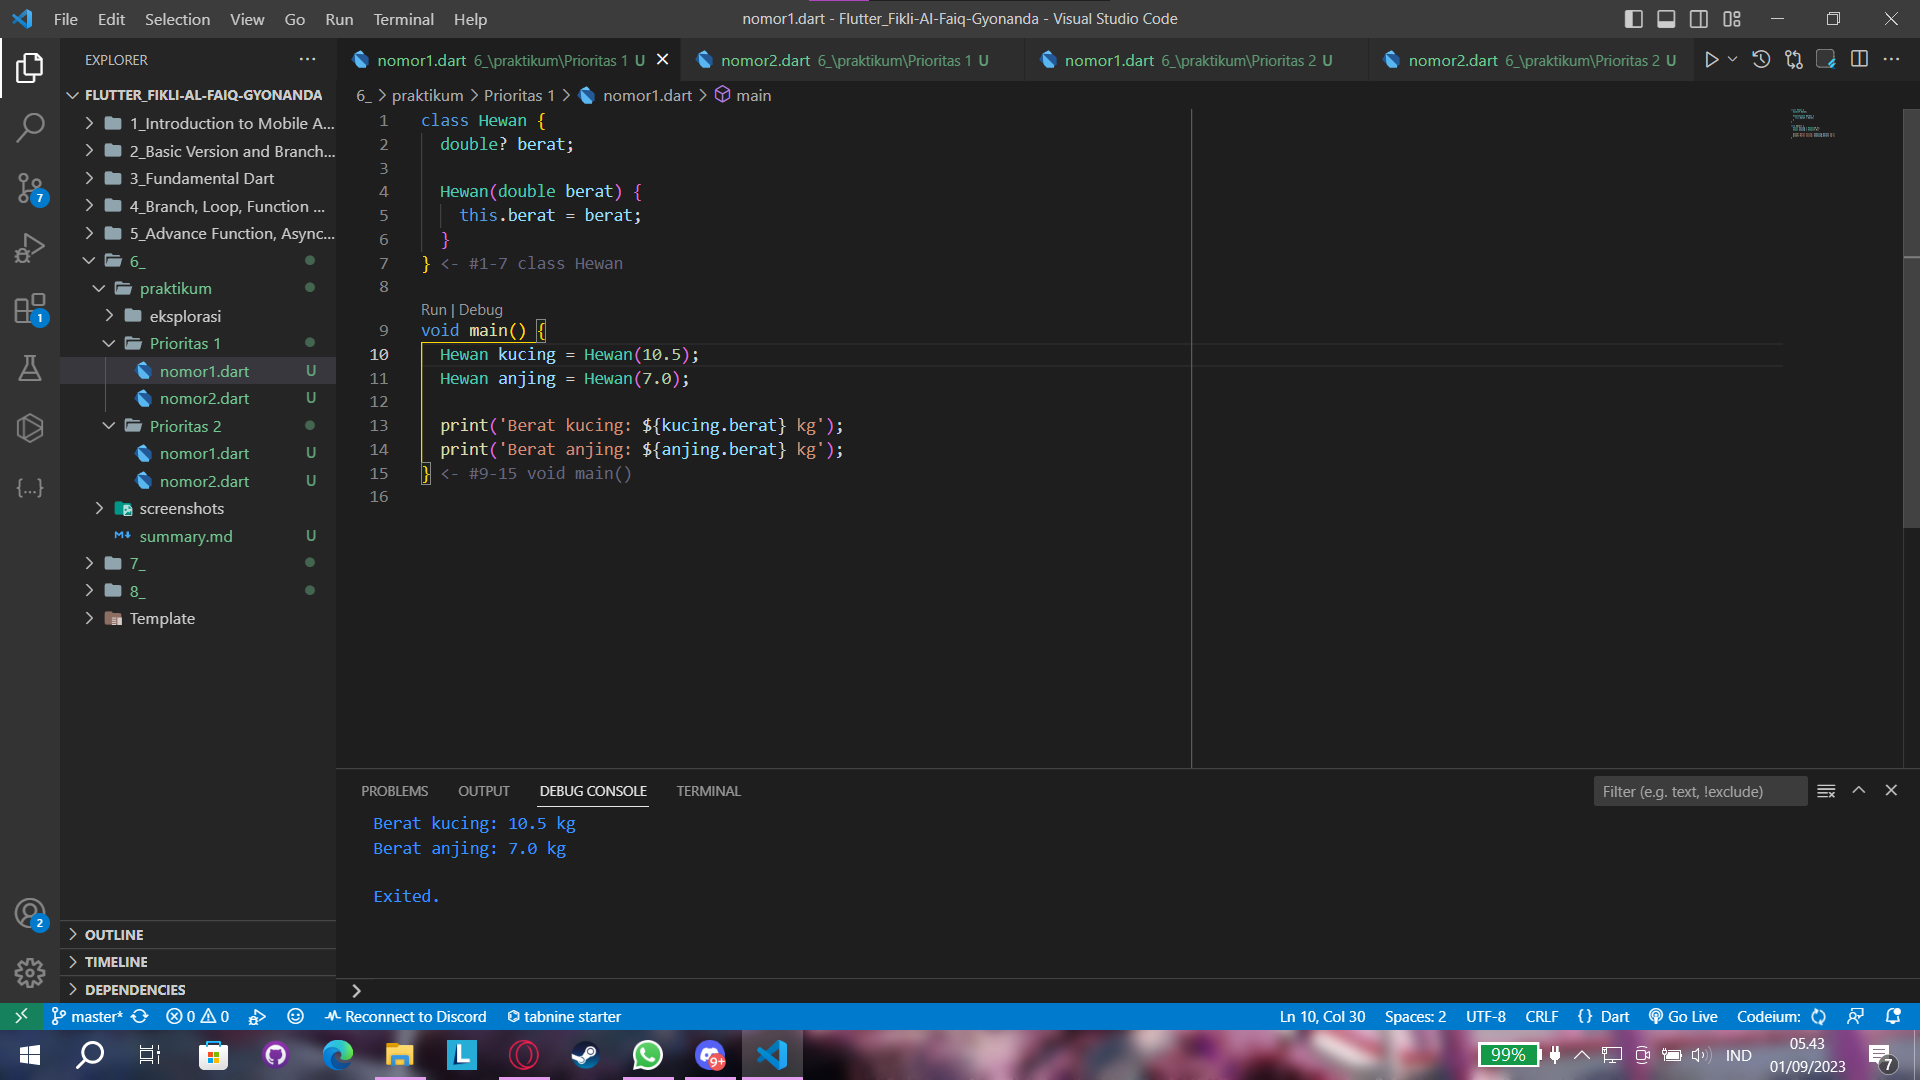 File Edit Selection View Go Run Terminal Help
nomor1.dart - Flutter_Fikli-Al-Faiq-Gyonanda - Visual Studio Code
EXPLORER
nomor1.dart 6_\praktikum\Prioritas 1 U
nomor2.dart 6_\praktikum\Prioritas 1 U
nomor1.dart 6_\praktikum\Prioritas 2 U
nomor2.dart 6_\praktikum\Prioritas 2 U
FLUTTER_FIKLI-AL-FAIQ-GYONANDA
1_Introduction to Mobile A...
2_Basic Version and Branch...
3_Fundamental Dart
4_Branch, Loop, Function ...
5_Advance Function, Async...
6_
praktikum
eksplorasi
Prioritas 1
nomor1.dart U
nomor2.dart U
Prioritas 2
nomor1.dart U
nomor2.dart U
screenshots
summary.md U
7_
8_
Template
OUTLINE
TIMELINE
DEPENDENCIES
7
1
2
6_ > praktikum > Prioritas 1 > nomor1.dart > main
1 class Hewan {
2 double? berat;
3
4 Hewan(double berat) {
5 this.berat = berat;
6 }
7 } <- #1-7 class Hewan
8
Run | Debug
9 void main() {
10 Hewan kucing = Hewan(10.5);
11 Hewan anjing = Hewan(7.0);
12
13 print('Berat kucing: ${kucing.berat} kg');
14 print('Berat anjing: ${anjing.berat} kg');
15 } <- #9-15 void main()
16
PROBLEMS OUTPUT DEBUG CONSOLE TERMINAL
Filter (e.g. text, !exclude)
Berat kucing: 10.5 kg
Berat anjing: 7.0 kg
Exited.
master* 0 0 Reconnect to Discord tabnine starter
Ln 10, Col 30 Spaces: 2 UTF-8 CRLF {} Dart Go Live Codeium:
L
9+
99%
IND
05.43
01/09/2023
7